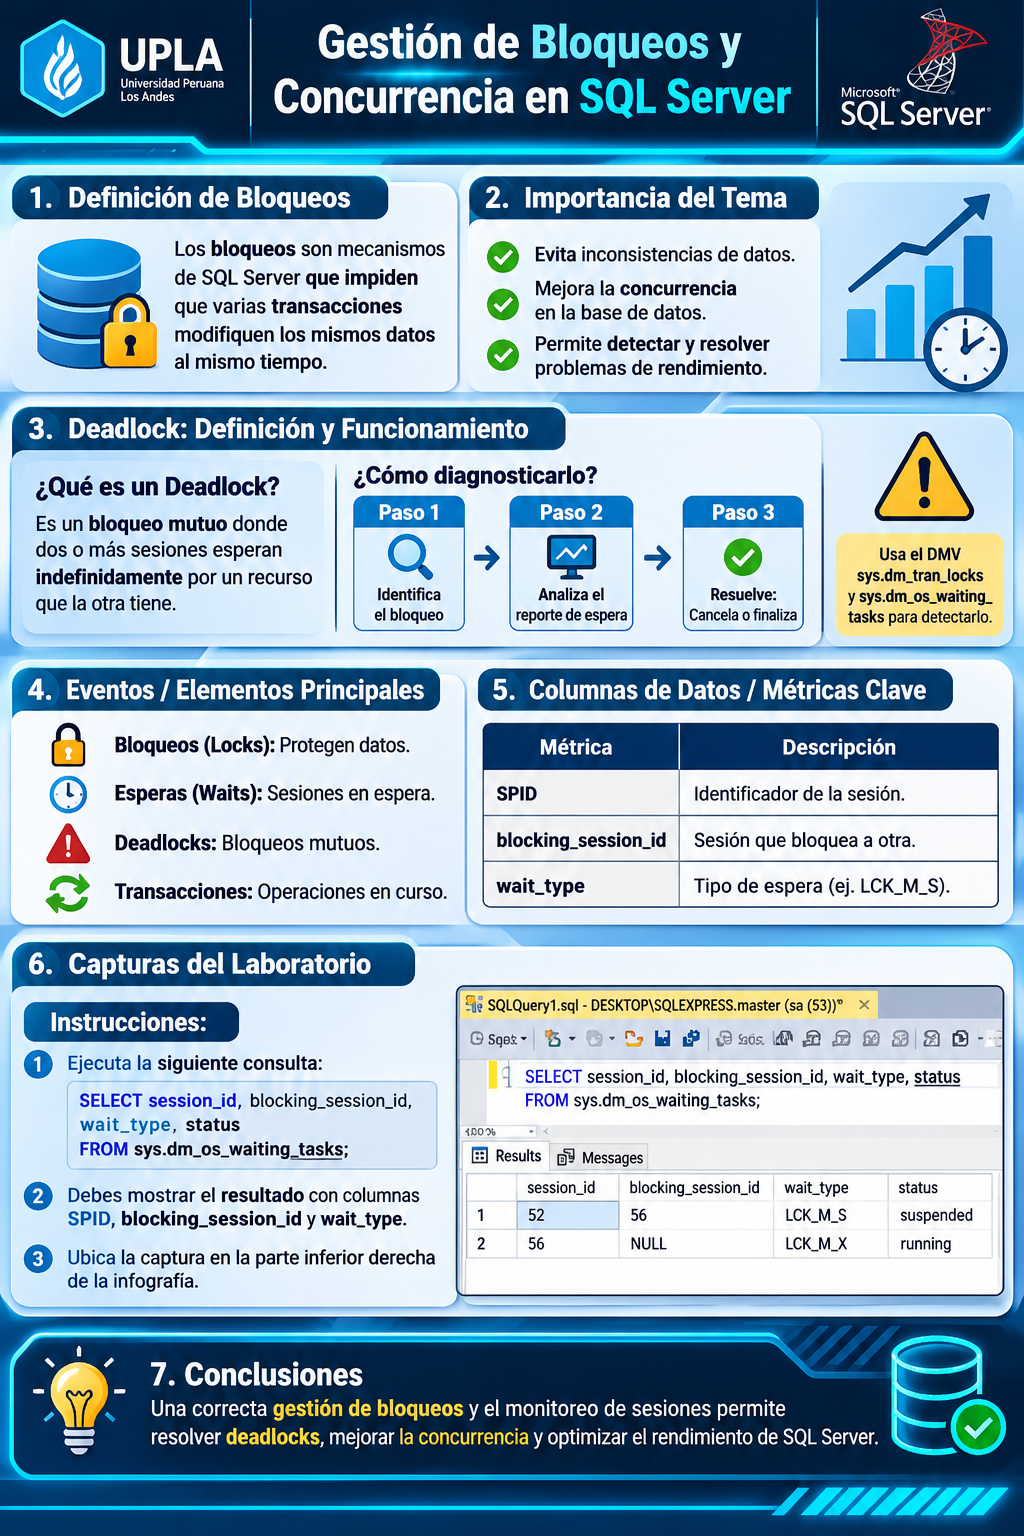 UPLA
Universidad Peruana
Los Andes
Gestión de Bloqueos y
Concurrencia en SQL Server
Microsoft®
SQL Server®
1. Definición de Bloqueos
Los bloqueos son mecanismos
de SQL Server que impiden
que varias transacciones
modifiquen los mismos datos
al mismo tiempo.
2. Importancia del Tema
Evita inconsistencias de datos.
Mejora la concurrencia
en la base de datos.
Permite detectar y resolver
problemas de rendimiento.
3. Deadlock: Definición y Funcionamiento
¿Qué es un Deadlock?
Es un bloqueo mutuo donde
dos o más sesiones esperan
indefinidamente por un recurso
que la otra tiene.
¿Cómo diagnosticarlo?
Paso 1
Identifica
el bloqueo
Paso 2
Analiza el
reporte de espera
Paso 3
Resuelve:
Cancela o finaliza
Usa el DMV
sys.dm_tran_locks
y sys.dm_os_waiting_
tasks para detectarlo.
4. Eventos / Elementos Principales
Bloqueos (Locks): Protegen datos.
Esperas (Waits): Sesiones en espera.
Deadlocks: Bloqueos mutuos.
Transacciones: Operaciones en curso.
5. Columnas de Datos / Métricas Clave
Métrica Descripción
SPID Identificador de la sesión.
blocking_session_id Sesión que bloquea a otra.
wait_type Tipo de espera (ej. LCK_M_S).
6. Capturas del Laboratorio
Instrucciones:
1 Ejecuta la siguiente consulta:
SELECT session_id, blocking_session_id,
wait_type, status
FROM sys.dm_os_waiting_tasks;
2 Debes mostrar el resultado con columnas
SPID, blocking_session_id y wait_type.
3 Ubica la captura en la parte inferior derecha
de la infografía.
SQLQuery1.sql - DESKTOP\SQLEXPRESS.master (sa (53))* ×
SELECT session_id, blocking_session_id, wait_type, status
FROM sys.dm_os_waiting_tasks;
Results Messages
session_id blocking_session_id wait_type status
1 52 56 LCK_M_S suspended
2 56 NULL LCK_M_X running
7. Conclusiones
Una correcta gestión de bloqueos y el monitoreo de sesiones permite
resolver deadlocks, mejorar la concurrencia y optimizar el rendimiento de SQL Server.